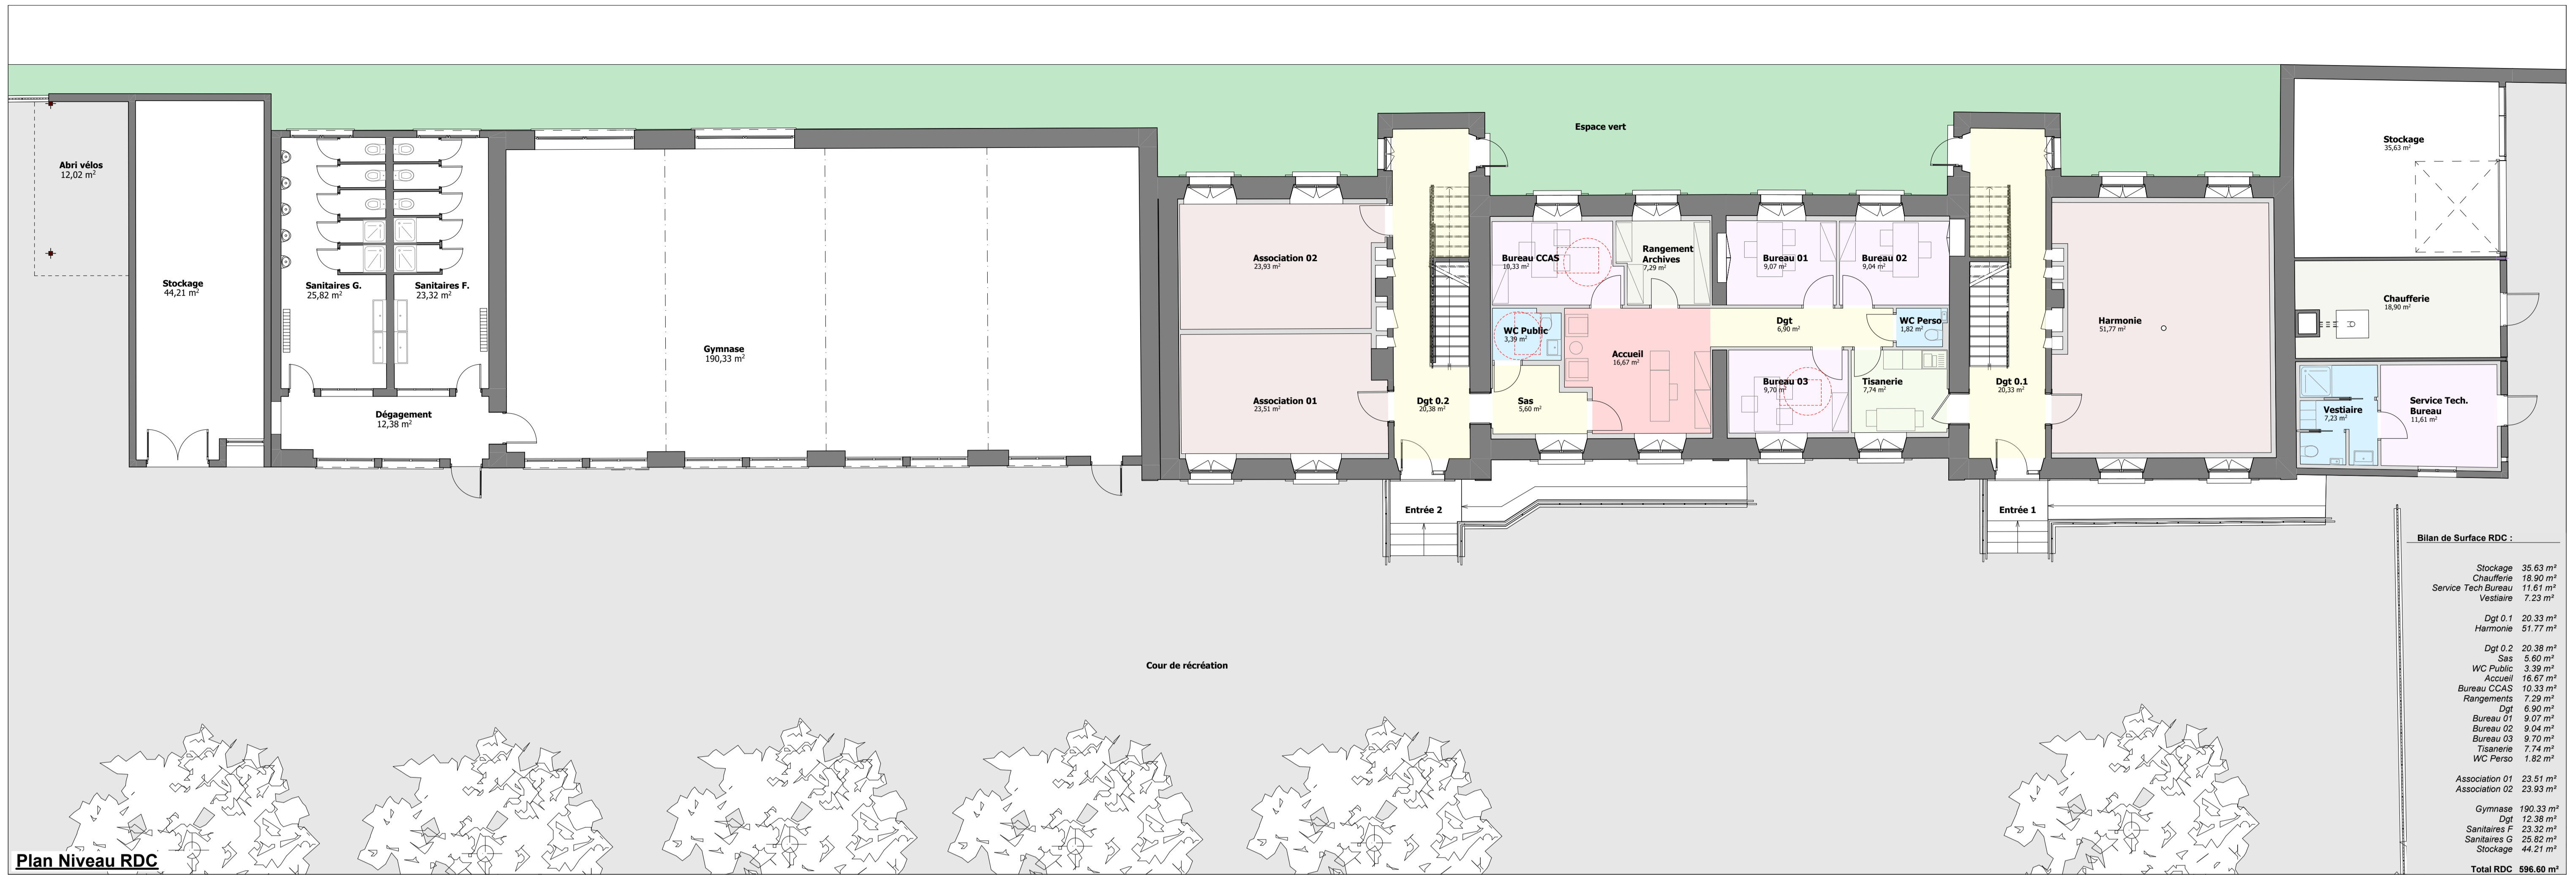 Espace vert
Abri vélos
12,02 m²
Stockage
44,21 m²
Sanitaires G.
25,82 m²
Sanitaires F.
23,32 m²
Dégagement
12,38 m²
Gymnase
190,33 m²
Association 02
23,93 m²
Association 01
23,51 m²
Dgt 0.2
20,38 m²
Entrée 2
Bureau CCAS
10,33 m²
Rangement
Archives
7,29 m²
WC Public
3,39 m²
Sas
5,60 m²
Accueil
16,67 m²
Bureau 01
9,07 m²
Bureau 02
9,04 m²
Dgt
6,90 m²
WC Perso
1,82 m²
Bureau 03
9,70 m²
Tisanerie
7,74 m²
Dgt 0.1
20,33 m²
Entrée 1
Harmonie
51,77 m²
Stockage
35,63 m²
Chaufferie
18,90 m²
Vestiaire
7,23 m²
Service Tech.
Bureau
11,61 m²
Cour de récréation
Bilan de Surface RDC :
Stockage 35.63 m²
Chaufferie 18.90 m²
Service Tech Bureau 11.61 m²
Vestiaire 7.23 m²
Dgt 0.1 20.33 m²
Harmonie 51.77 m²
Dgt 0.2 20.38 m²
Sas 5.60 m²
WC Public 3.39 m²
Accueil 16.67 m²
Bureau CCAS 10.33 m²
Rangements 7.29 m²
Dgt 6.90 m²
Bureau 01 9.07 m²
Bureau 02 9.04 m²
Bureau 03 9.70 m²
Tisanerie 7.74 m²
WC Perso 1.82 m²
Association 01 23.51 m²
Association 02 23.93 m²
Gymnase 190.33 m²
Dgt 12.38 m²
Sanitaires F 23.32 m²
Sanitaires G 25.82 m²
Stockage 44.21 m²
Total RDC 596.60 m²
Plan Niveau RDC